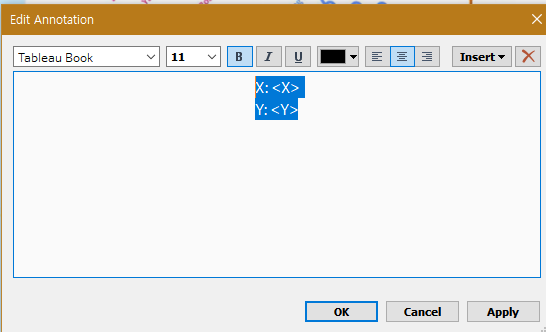 Edit Annotation
Tableau Book 11 B I U Insert
X: <X>
Y: <Y>
OK Cancel Apply